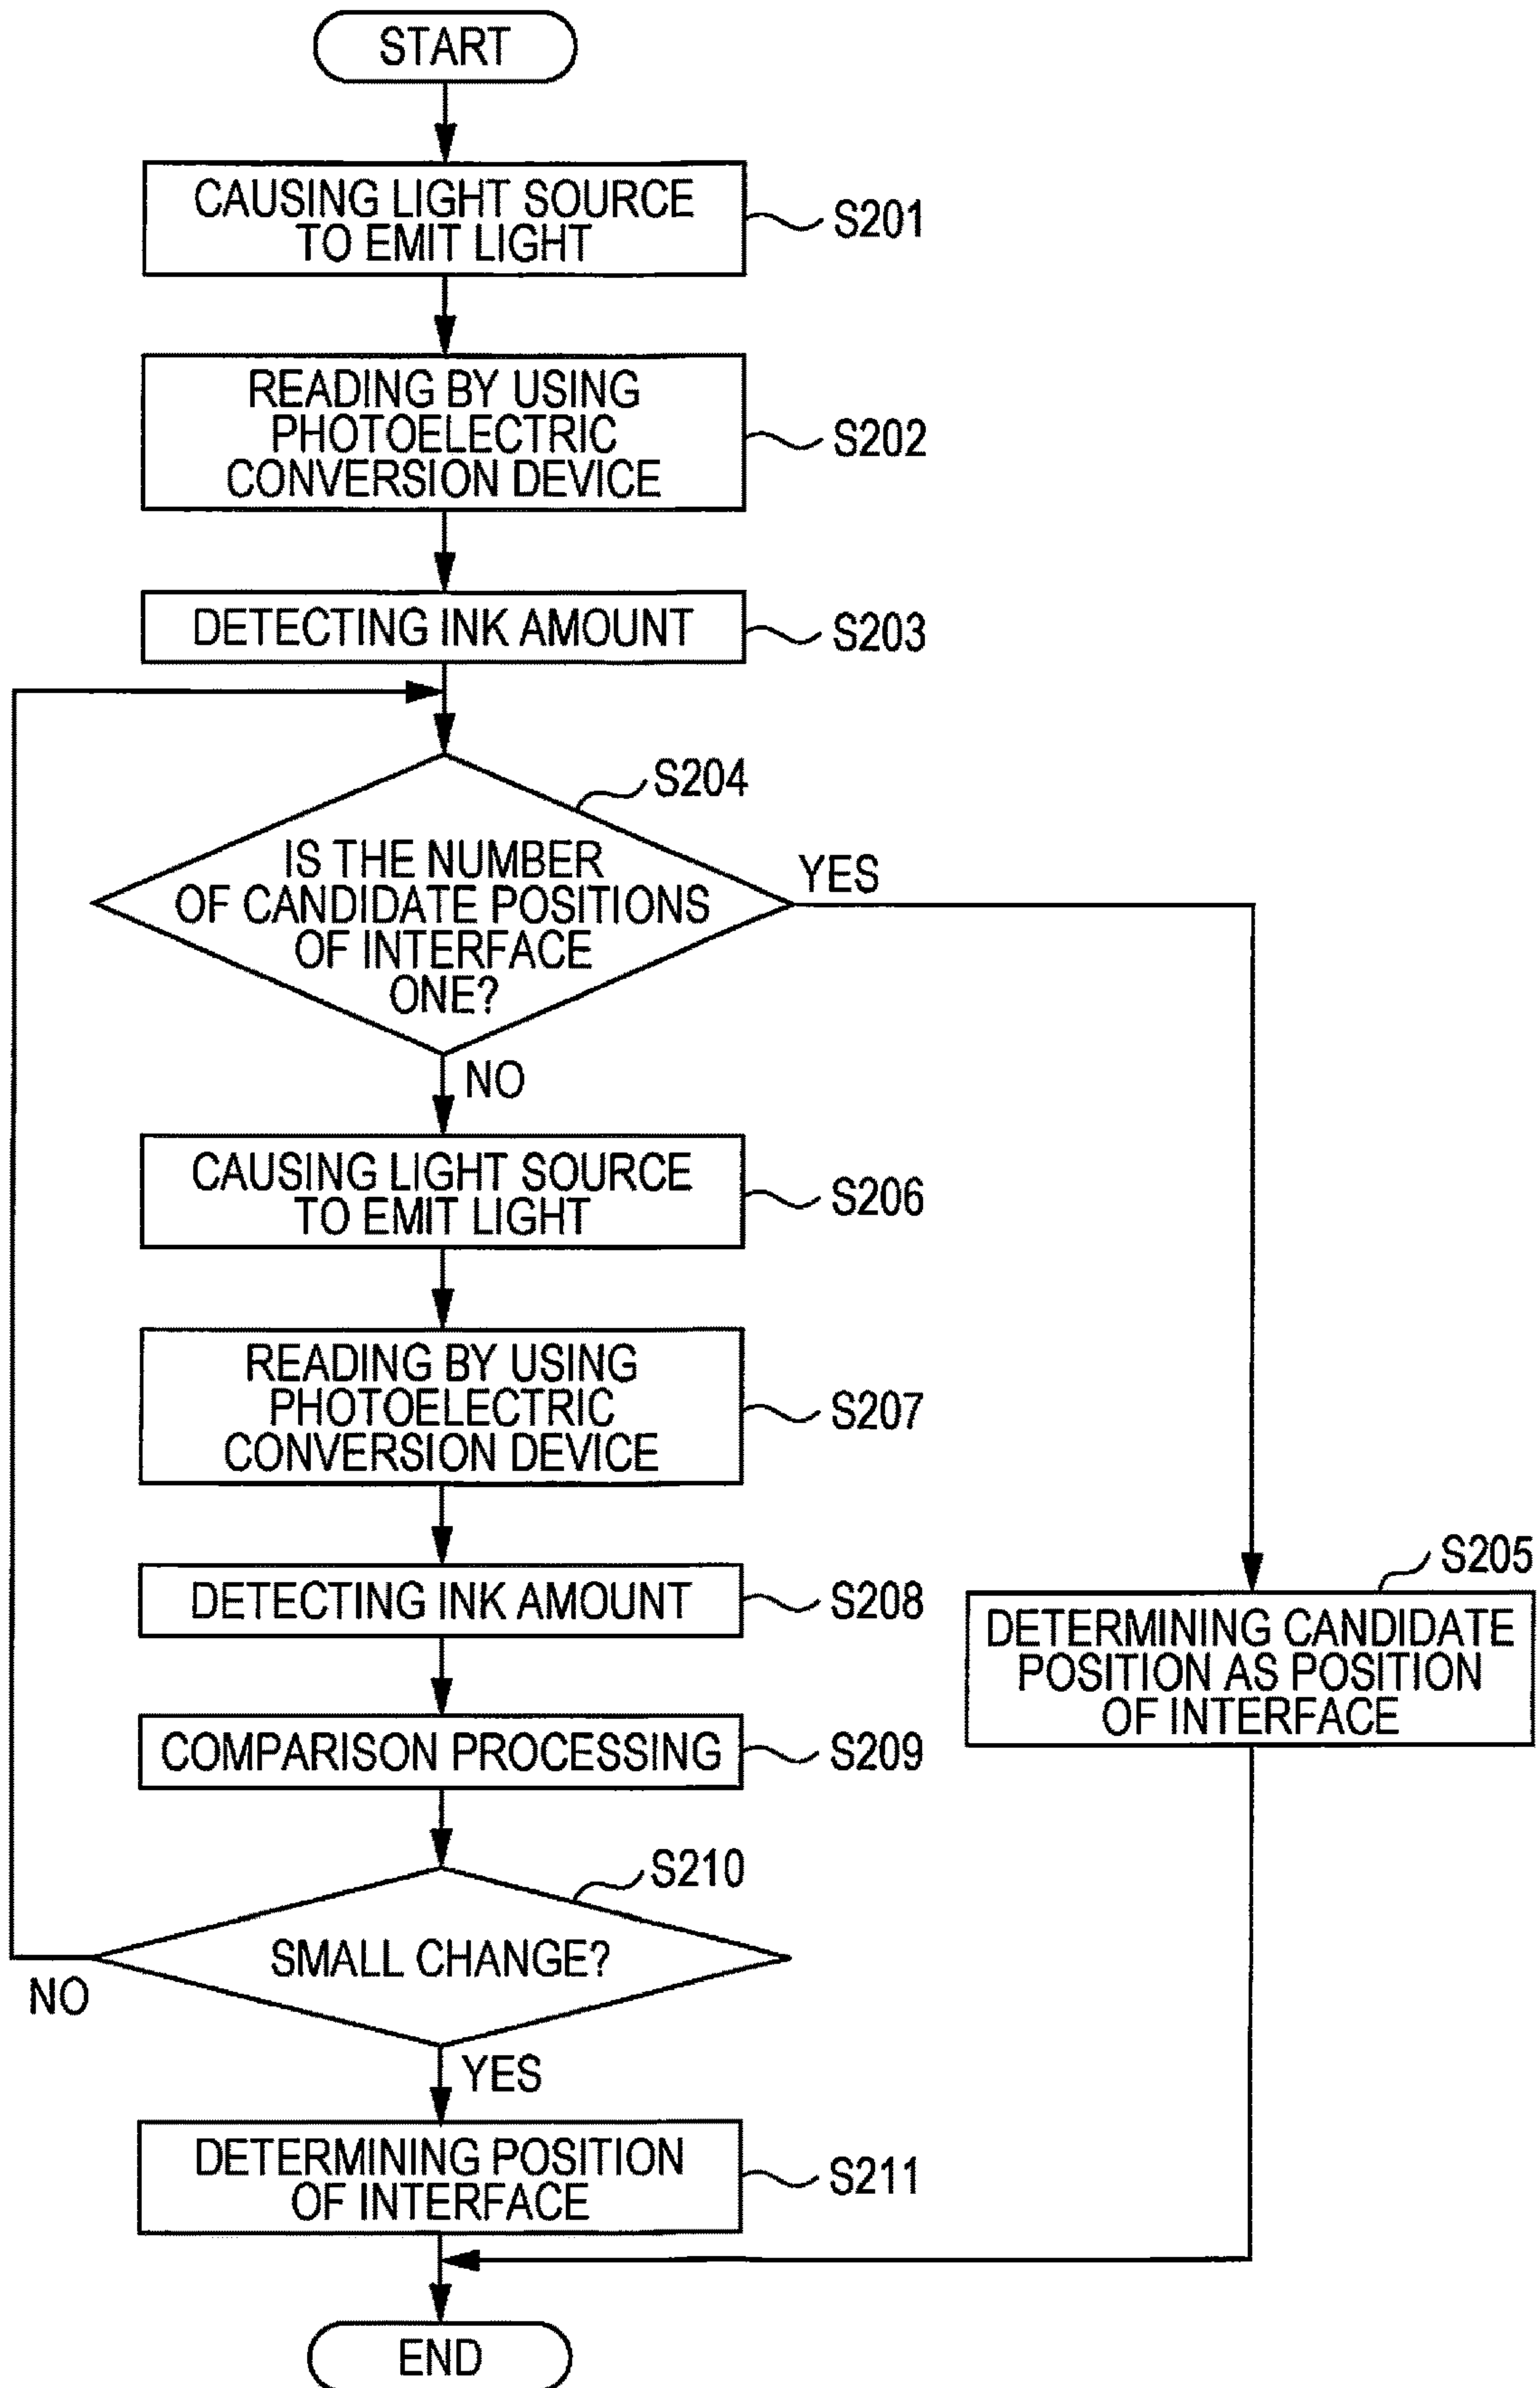 START
CAUSING LIGHT SOURCE
TO EMIT LIGHT
S201
READING BY USING
PHOTOELECTRIC
CONVERSION DEVICE
S202
DETECTING INK AMOUNT
S203
S204
IS THE NUMBER
OF CANDIDATE POSITIONS
OF INTERFACE
ONE?
YES
NO
CAUSING LIGHT SOURCE
TO EMIT LIGHT
S206
READING BY USING
PHOTOELECTRIC
CONVERSION DEVICE
S207
DETECTING INK AMOUNT
S208
S205
DETERMINING CANDIDATE
POSITION AS POSITION
OF INTERFACE
COMPARISON PROCESSING
S209
S210
SMALL CHANGE?
NO
YES
DETERMINING POSITION
OF INTERFACE
S211
END